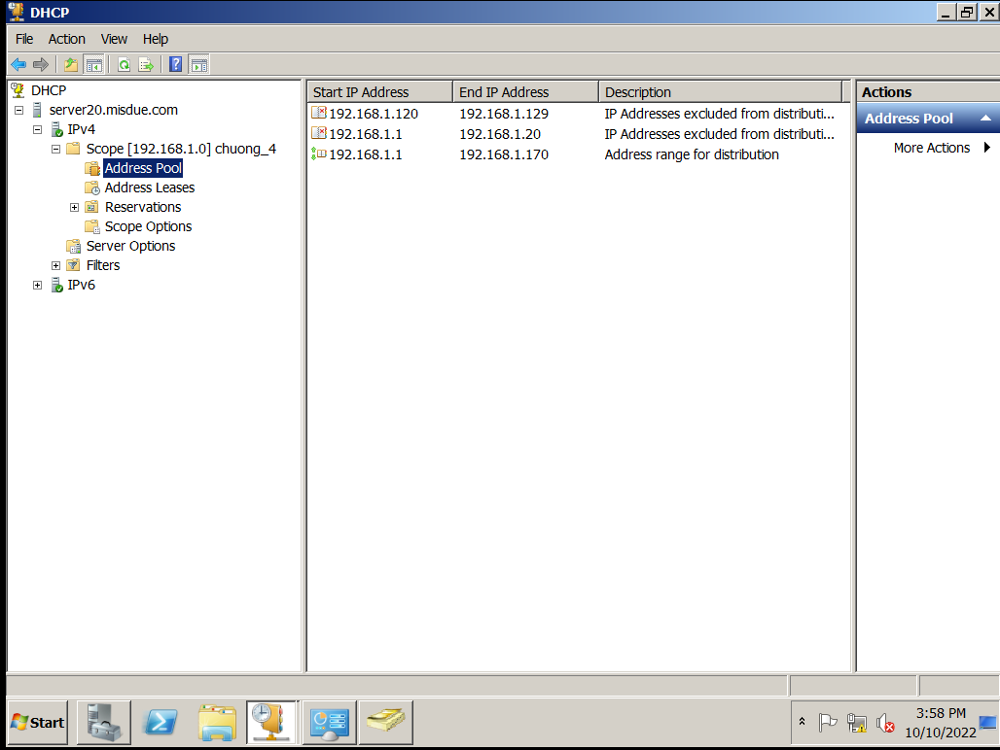 DHCP
File Action View Help
DHCP
server20.misdue.com
IPv4
Scope [192.168.1.0] chuong_4
Address Pool
Address Leases
Reservations
Scope Options
Server Options
Filters
IPv6
Start IP Address End IP Address Description
192.168.1.120 192.168.1.129 IP Addresses excluded from distributi...
192.168.1.1 192.168.1.20 IP Addresses excluded from distributi...
192.168.1.1 192.168.1.170 Address range for distribution
Actions
Address Pool
More Actions
Start
3:58 PM
10/10/2022